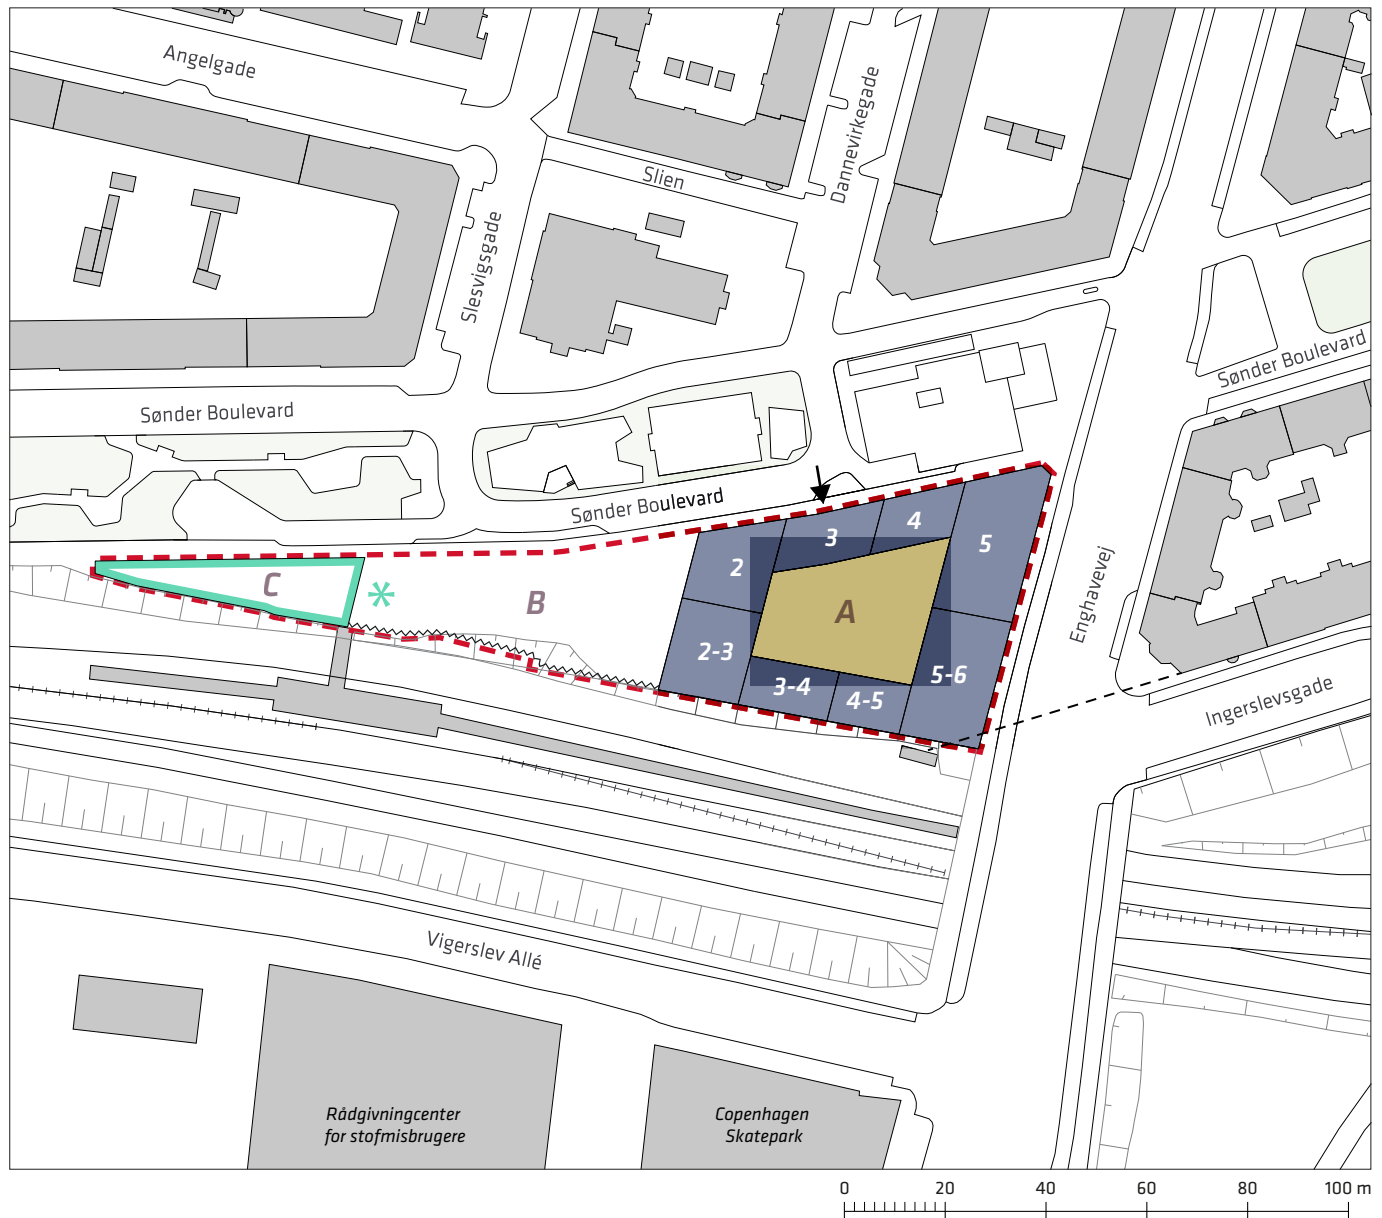 Angelgade
Slien
Dannevirkegade
Slesvigsgade
Sønder Boulevard
Sønder Boulevard
Sønder Boulevard
3
4
5
2
C
*
B
A
2-3
3-4
4-5
5-6
Enghavevej
Ingerslevsgade
Vigerslev Allé
Rådgivningcenter
for stofmisbrugere
Copenhagen
Skatepark
0 20 40 60 80 100 m